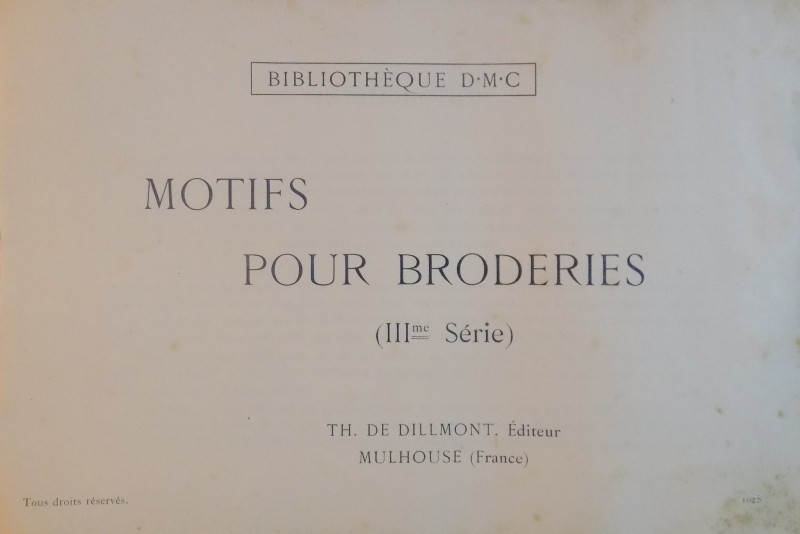 BIBLIOTHÈQUE D·M·C
MOTIFS
POUR BRODERIES
(IIIme Série)
TH. DE DILLMONT, Éditeur
MULHOUSE (France)
Tous droits réservés.